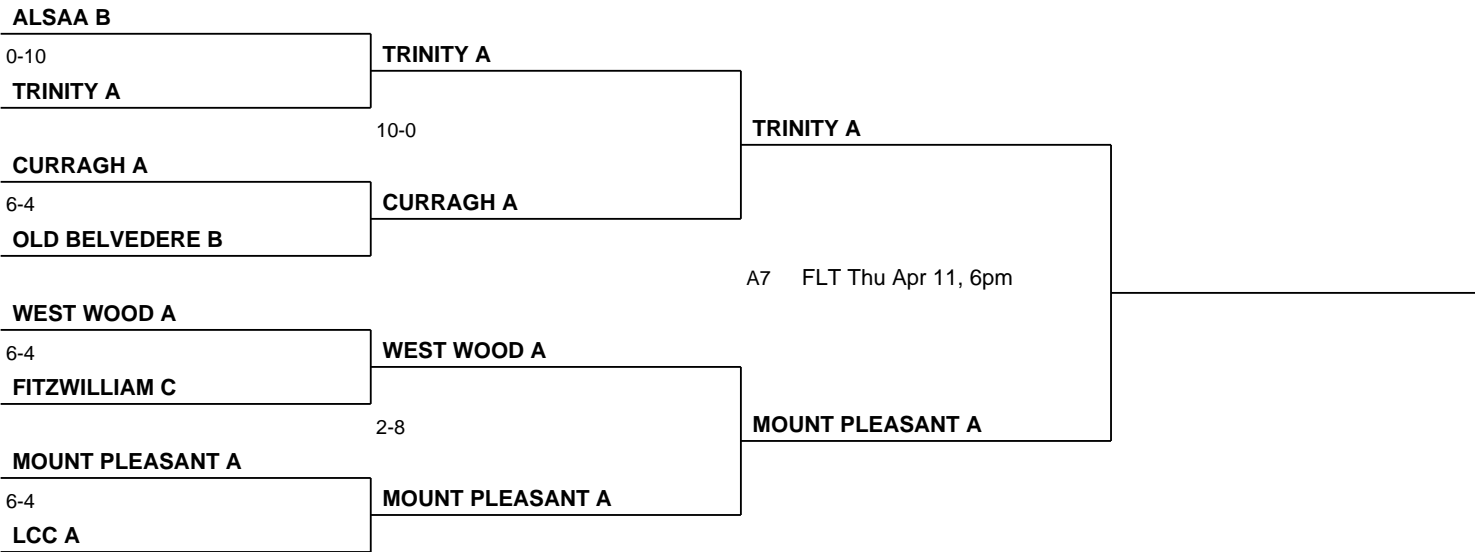 ALSAA B
0-10
TRINITY A
TRINITY A
10-0
TRINITY A
CURRAGH A
6-4
CURRAGH A
OLD BELVEDERE B
A7 FLT Thu Apr 11, 6pm
WEST WOOD A
6-4
WEST WOOD A
FITZWILLIAM C
2-8
MOUNT PLEASANT A
MOUNT PLEASANT A
6-4
MOUNT PLEASANT A
LCC A